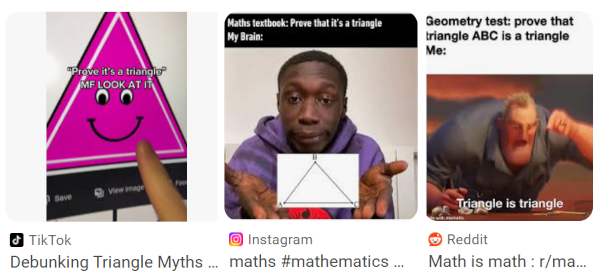 "Prove it's a triangle"
MF LOOK AT IT
Save
View image
TikTok
Debunking Triangle Myths ...
Maths textbook: Prove that it's a triangle
My Brain:
B
A
C
Instagram
maths #mathematics ...
Geometry test: prove that
triangle ABC is a triangle
Me:
Triangle is triangle
Reddit
Math is math : r/ma...